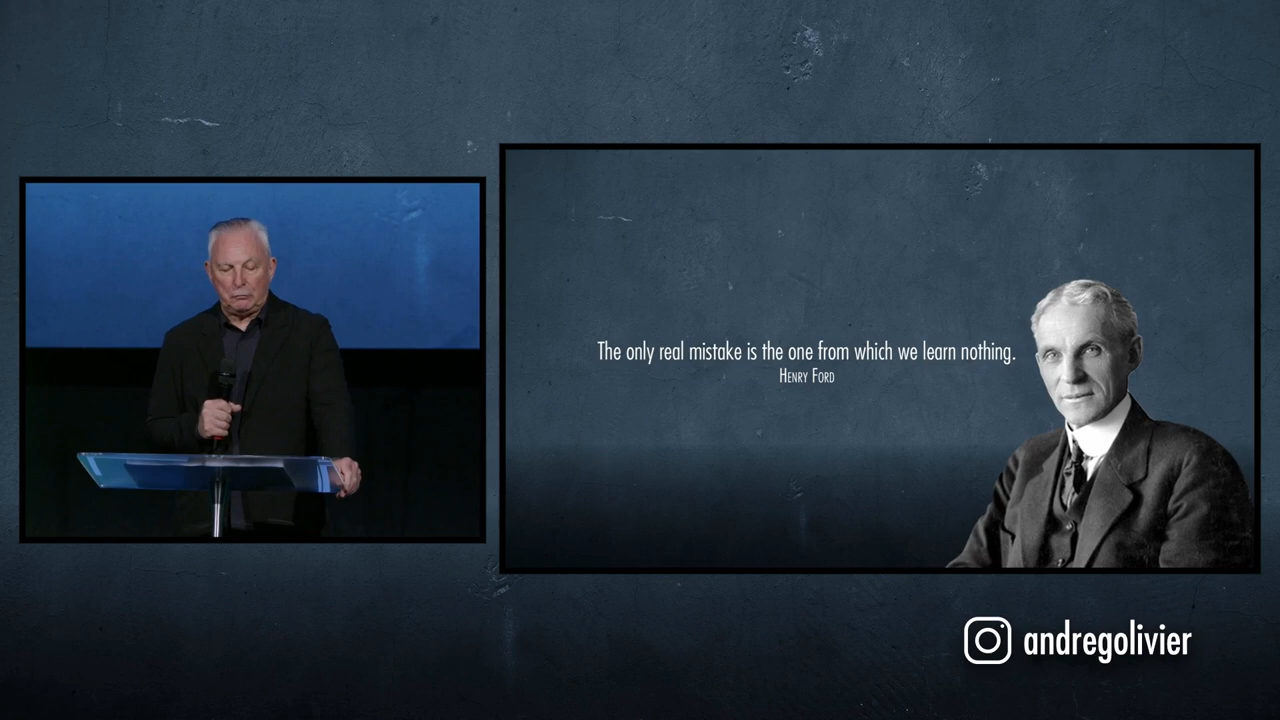 The only real mistake is the one from which we learn nothing.
Henry Ford
andregolivier